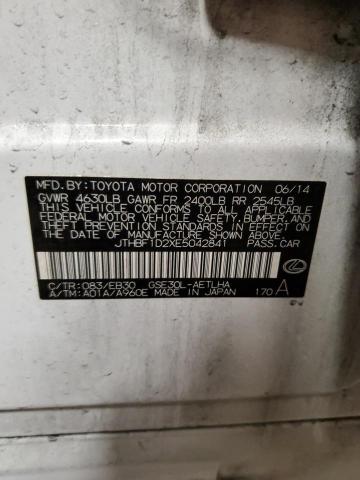 MFD. BY: TOYOTA MOTOR CORPORATION 06/14
GVWR 4630LB GAWR FR 2400LB RR 2545LB
THIS VEHICLE CONFORMS TO ALL APPLICABLE
FEDERAL MOTOR VEHICLE SAFETY, BUMPER, AND
THEFT PREVENTION STANDARDS IN EFFECT ON
THE DATE OF MANUFACTURE SHOWN ABOVE.
JTHBF1D2XE5042841 PASS. CAR
C/TR: 083/EB30 GSE30L-AETLHA
A/TM: A01A/A960E MADE IN JAPAN 170 A